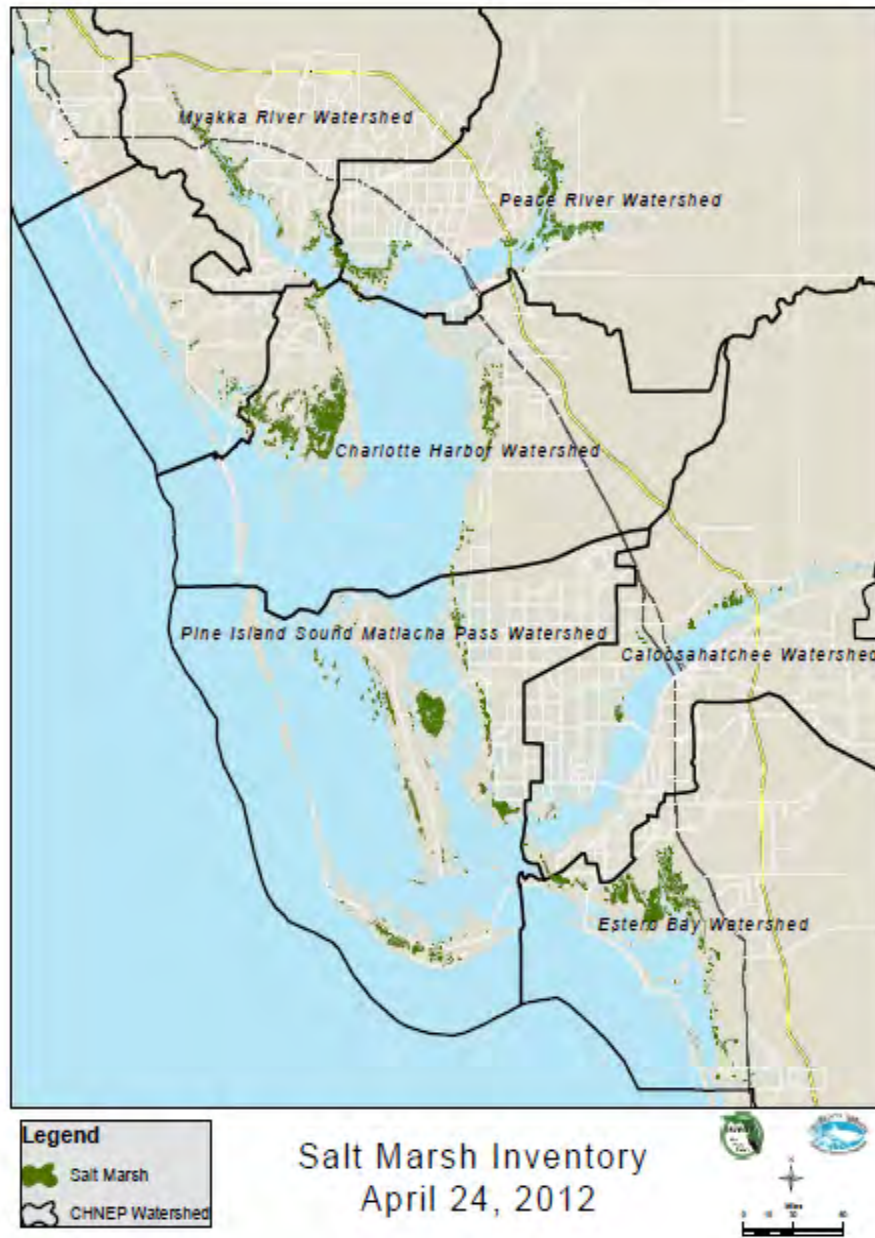 Myakka River Watershed
Peace River Watershed
Charlotte Harbor Watershed
Pine Island Sound Matlacha Pass Watershed
Caloosahatchee Watershed
Estero Bay Watershed
Legend
Salt Marsh
CHNEP Watershed
Salt Marsh Inventory
April 24, 2012
N
Miles